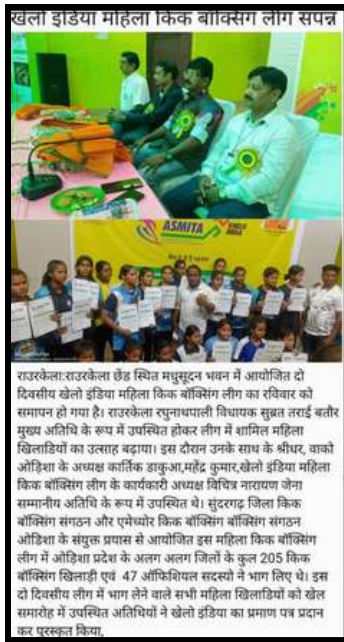 खेलो इंडिया महिला किक बॉक्सिंग लीग संपन्न
ASMITA
KHELO
INDIA
राउरकेला:राउरकेला छेंड स्थित मधुसूदन भवन में आयोजित दो
दिवसीय खेलो इंडिया महिला किक बॉक्सिंग लीग का रविवार को
समापन हो गया है। राउरकेला रघुनाथपाली विधायक सुब्रत तराई बतौर
मुख्य अतिथि के रूप में उपस्थित होकर लीग में शामिल महिला
खिलाडियों का उत्साह बढ़ाया। इस दौरान उनके साथ के श्रीधर, वाको
ओड़िशा के अध्यक्ष कार्तिक डाकुआ,महेंद्र कुमार,खेलो इंडिया महिला
किक बॉक्सिंग लीग के कार्यकारी अध्यक्ष विचित्र नारायण जेना
सम्मानीय अतिथि के रूप में उपस्थित थे। सुंदरगढ़ जिला किक
बॉक्सिंग संगठन और एमेच्योर किक बॉक्सिंग बॉक्सिंग संगठन
ओडिशा के संयुक्त प्रयास से आयोजित इस महिला किक बॉक्सिंग
लीग में ओडिशा प्रदेश के अलग अलग जिलों के कुल 205 किक
बॉक्सिंग खिलाड़ी एवं 47 ऑफिशियल सदस्यो ने भाग लिए थे। इस
दो दिवसीय लीग में भाग लेने वाले सभी महिला खिलाडियों को खेल
समारोह में उपस्थित अतिथियों ने खेलो इंडिया का प्रमाण पत्र प्रदान
कर पुरस्कृत किया.